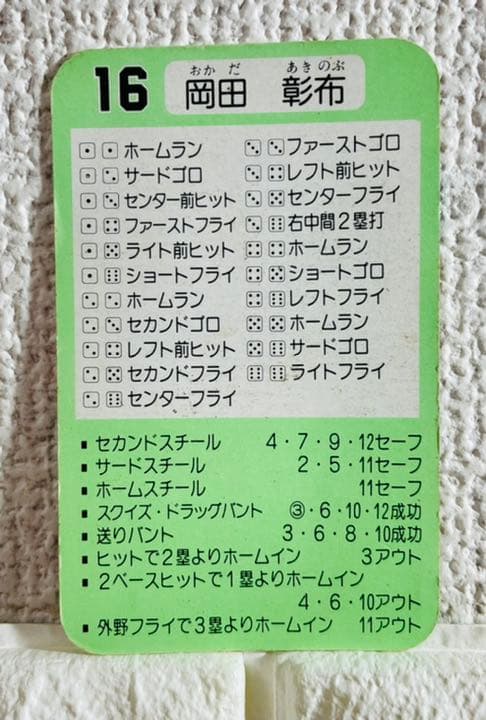 おかだ あきのぶ
16 岡田 彰布
⚀⚀ホームラン
⚀⚁サードゴロ
⚀⚂センター前ヒット
⚀⚃ファーストフライ
⚀⚄ライト前ヒット
⚀⚅ショートフライ
⚁⚁ホームラン
⚁⚂セカンドゴロ
⚁⚃レフト前ヒット
⚁⚄セカンドフライ
⚁⚅センターフライ
⚂⚂ファーストゴロ
⚂⚃レフト前ヒット
⚂⚄センターフライ
⚂⚅右中間2塁打
⚃⚃ホームラン
⚃⚄ショートゴロ
⚃⚅レフトフライ
⚄⚄ホームラン
⚄⚅サードゴロ
⚅⚅ライトフライ
▪セカンドスチール 4・7・9・12セーフ
▪サードスチール 2・5・11セーフ
▪ホームスチール 11セーフ
▪スクイズ・ドラッグバント ③・6・10・12成功
▪送りバント 3・6・8・10成功
▪ヒットで2塁よりホームイン 3アウト
▪2ベースヒットで1塁よりホームイン
4・6・10アウト
▪外野フライで3塁よりホームイン 11アウト